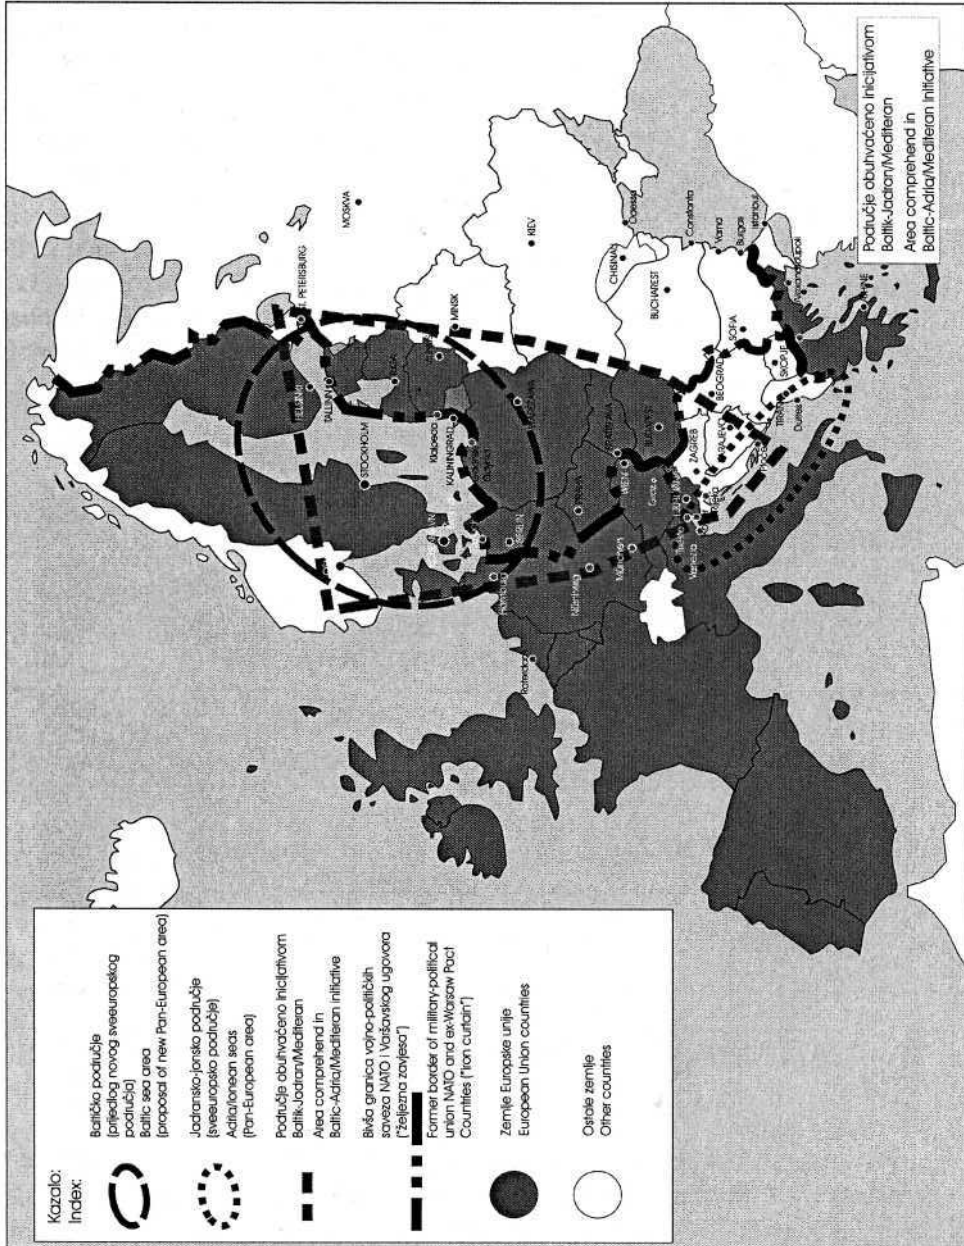 Područje obuhvaćeno Inicijativom
Baltik-Jadran/Mediteran
Area comprehend in
Baltic-Adria/Mediteran Initiative
Kazalo:
Index:
Baltičko područje
(prijedlog novog sveeuropskog
područja)
Baltic sea area
(proposal of new Pan-European area)
Jadransko-jonsko područje
(sveeuropsko područje)
Adria/Ionean seas
(Pan-European area)
Područje obuhvaćeno inicijativom
Baltik-Jadran/Mediteran
Area comprehend in
Baltic-Adria/Mediteran initiative
Bivša granica vojno-političkih
saveza NATO i Varšavskog ugovora
("željezna zavjesa")
Former border of military-political
union NATO and ex-Warsaw Pact
Countries ("Iron curtain")
Zemlje Europske unije
European Union countries
Ostale zemlje
Other countries
MOSKVA
ST. PETERSBURG
HELSINKI
TALLINN
STOCKHOLM
RIGA
MINSK
Klaipeda
KALININGRAD
KIEV
Odessa
CHISINAU
BUCHAREST
Constanta
Varna
Burgas
Istanbul
SOFIA
SKOPJE
BEOGRAD
TIRANA
Durres
SARAJEVO
ZAGREB
BUDAPEST
BRATISLAVA
WIEN
Graz
LJUBLJANA
Venezia
München
Nürnberg
PRAHA
BERLIN
Hamburg
Roterdam